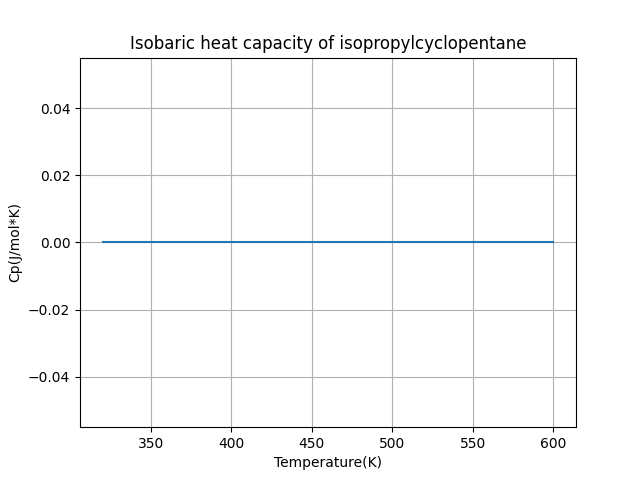 Isobaric heat capacity of isopropylcyclopentane
Cp(J/mol*K)
0.04
0.02
0.00
−0.02
−0.04
350 400 450 500 550 600
Temperature(K)